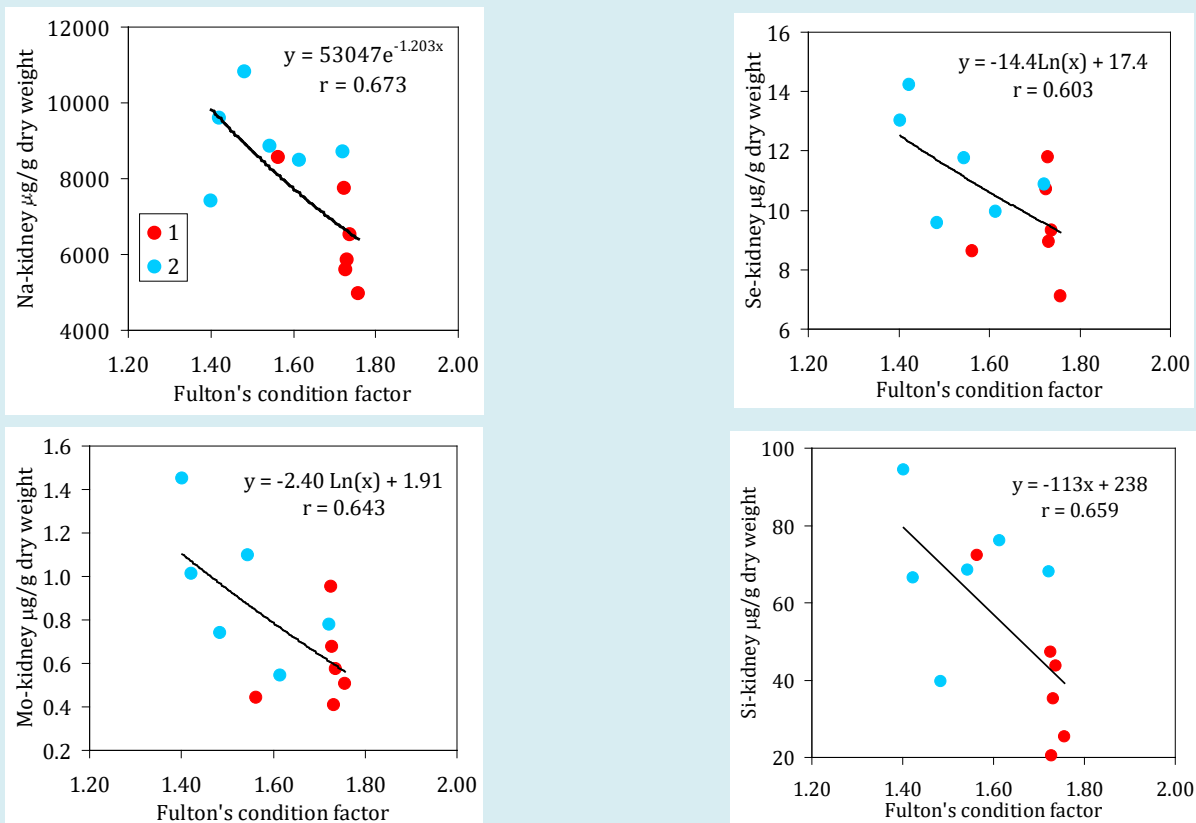 Na-kidney μg/g dry weight
12000
10000
8000
6000
4000
y = 53047e^-1.203x
r = 0.673
1
2
1.20 1.40 1.60 1.80 2.00
Fulton's condition factor
Se-kidney μg/g dry weight
16
14
12
10
8
6
y = -14.4Ln(x) + 17.4
r = 0.603
1.20 1.40 1.60 1.80 2.00
Fulton's condition factor
Mo-kidney μg/g dry weight
1.6
1.4
1.2
1.0
0.8
0.6
0.4
0.2
y = -2.40 Ln(x) + 1.91
r = 0.643
1.20 1.40 1.60 1.80 2.00
Fulton's condition factor
Si-kidney μg/g dry weight
100
80
60
40
20
y = -113x + 238
r = 0.659
1.20 1.40 1.60 1.80 2.00
Fulton's condition factor